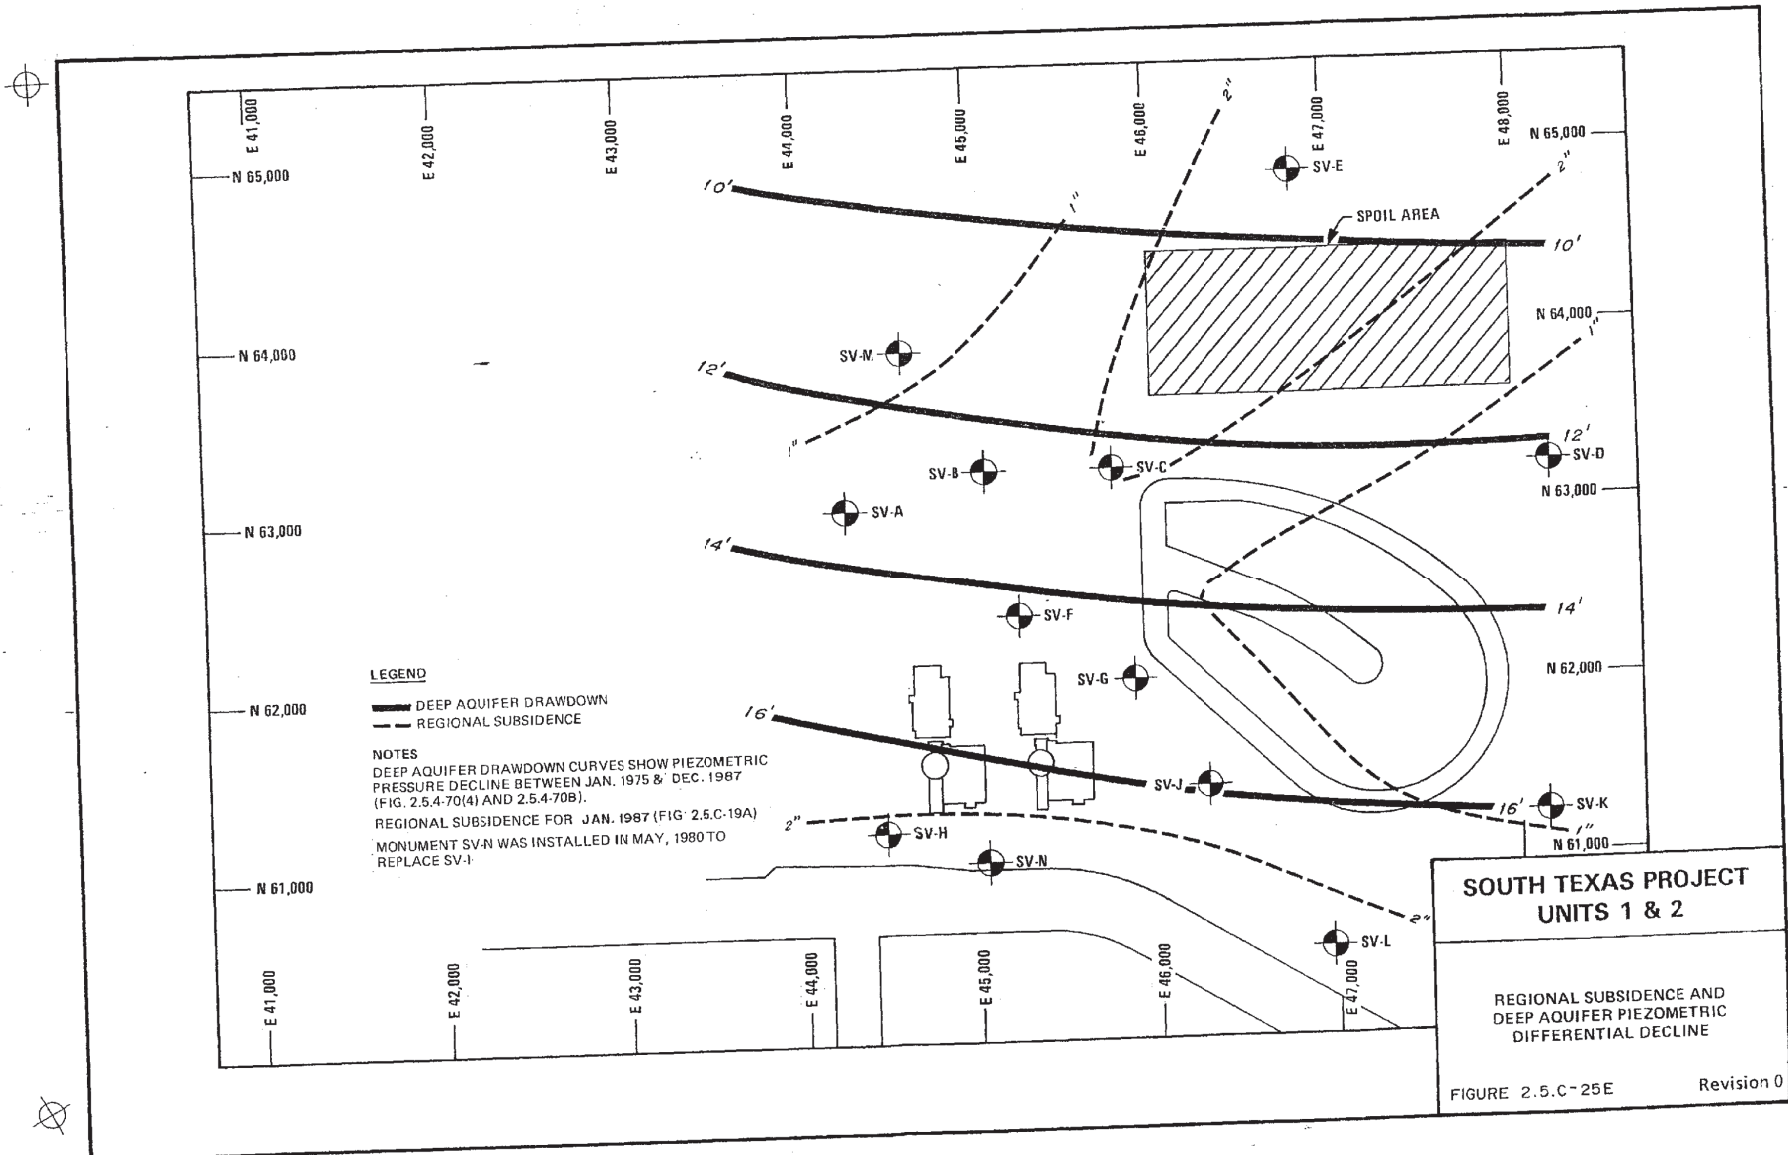 E 41,000
E 42,000
E 43,000
E 44,000
E 45,000
E 46,000
2"
E 47,000
E 48,000
N 65,000
N 65,000
SV-E
2"
10'
1"
SPOIL AREA
10'
N 64,000
N 64,000
1"
SV-M
12'
12'
1"
SV-B
SV-C
SV-D
N 63,000
N 63,000
SV-A
14'
14'
SV-F
N 62,000
N 62,000
SV-G
LEGEND
DEEP AQUIFER DRAWDOWN
REGIONAL SUBSIDENCE
16'
NOTES
DEEP AQUIFER DRAWDOWN CURVES SHOW PIEZOMETRIC
PRESSURE DECLINE BETWEEN JAN. 1975 & DEC. 1987
(FIG. 2.5.4-70(4) AND 2.5.4-70B).
REGIONAL SUBSIDENCE FOR JAN. 1987 (FIG 2.5.C-19A)
MONUMENT SV-N WAS INSTALLED IN MAY, 1980 TO
REPLACE SV-I
SV-J
16'
SV-K
2"
SV-H
1"
N 61,000
N 61,000
SV-N
2"
SV-L
E 41,000
E 42,000
E 43,000
E 44,000
E 45,000
E 46,000
E 47,000
SOUTH TEXAS PROJECT
UNITS 1 & 2
REGIONAL SUBSIDENCE AND
DEEP AQUIFER PIEZOMETRIC
DIFFERENTIAL DECLINE
FIGURE 2.5.C-25E
Revision 0